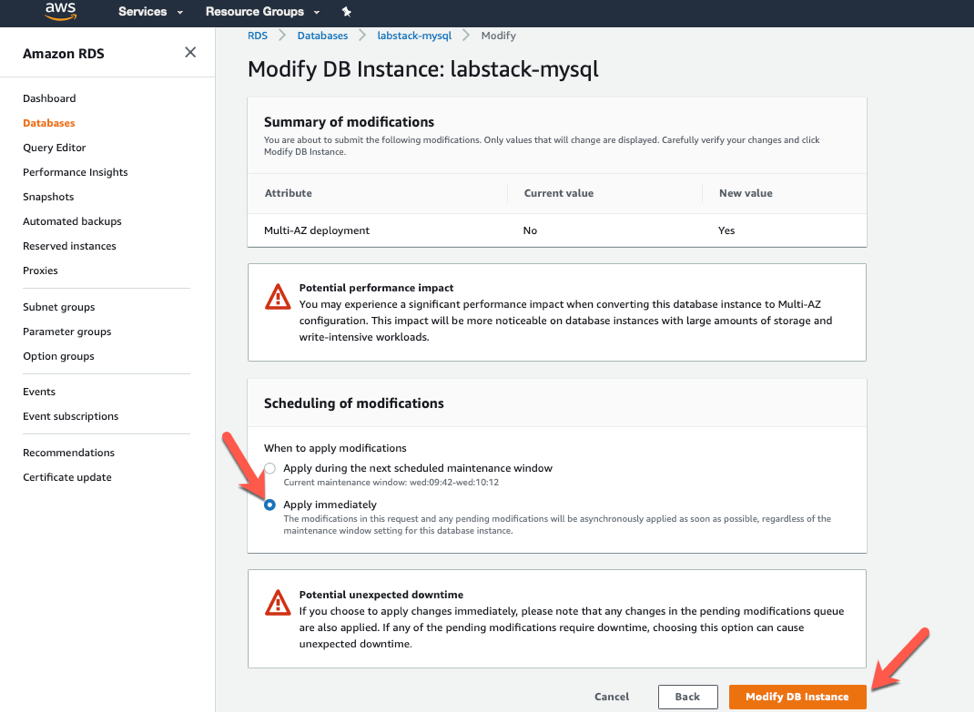 aws Services Resource Groups
Amazon RDS
Dashboard
Databases
Query Editor
Performance Insights
Snapshots
Automated backups
Reserved instances
Proxies
Subnet groups
Parameter groups
Option groups
Events
Event subscriptions
Recommendations
Certificate update
RDS Databases labstack-mysql Modify
Modify DB Instance: labstack-mysql
Summary of modifications
You are about to submit the following modifications. Only values that will change are displayed. Carefully verify your changes and click
Modify DB Instance.
Attribute Current value New value
Multi-AZ deployment No Yes
Potential performance impact
You may experience a significant performance impact when converting this database instance to Multi-AZ
configuration. This impact will be more noticeable on database instances with large amounts of storage and
write-intensive workloads.
Scheduling of modifications
When to apply modifications
Apply during the next scheduled maintenance window
Current maintenance window: wed:09:42-wed:10:12
Apply immediately
The modifications in this request and any pending modifications will be asynchronously applied as soon as possible, regardless of the
maintenance window setting for this database instance.
Potential unexpected downtime
If you choose to apply changes immediately, please note that any changes in the pending modifications queue
are also applied. If any of the pending modifications require downtime, choosing this option can cause
unexpected downtime.
Cancel Back Modify DB Instance